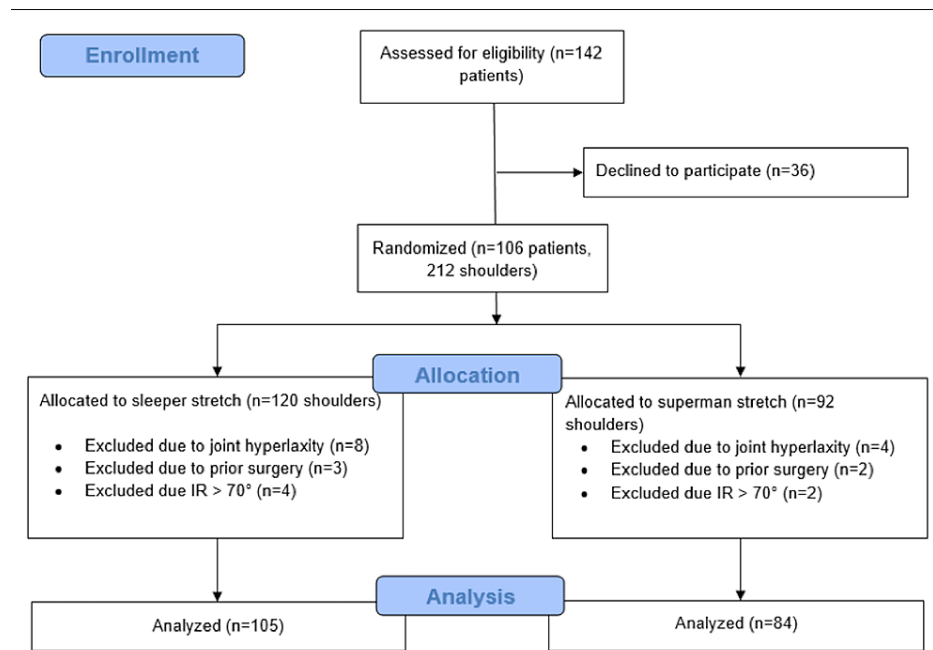 Enrollment
Assessed for eligibility (n=142
patients)
Declined to participate (n=36)
Randomized (n=106 patients,
212 shoulders)
Allocation
Allocated to sleeper stretch (n=120 shoulders)
• Excluded due to joint hyperlaxity (n=8)
• Excluded due to prior surgery (n=3)
• Excluded due IR > 70° (n=4)
Allocated to superman stretch (n=92
shoulders)
• Excluded due to joint hyperlaxity (n=4)
• Excluded due to prior surgery (n=2)
• Excluded due IR > 70° (n=2)
Analysis
Analyzed (n=105)
Analyzed (n=84)